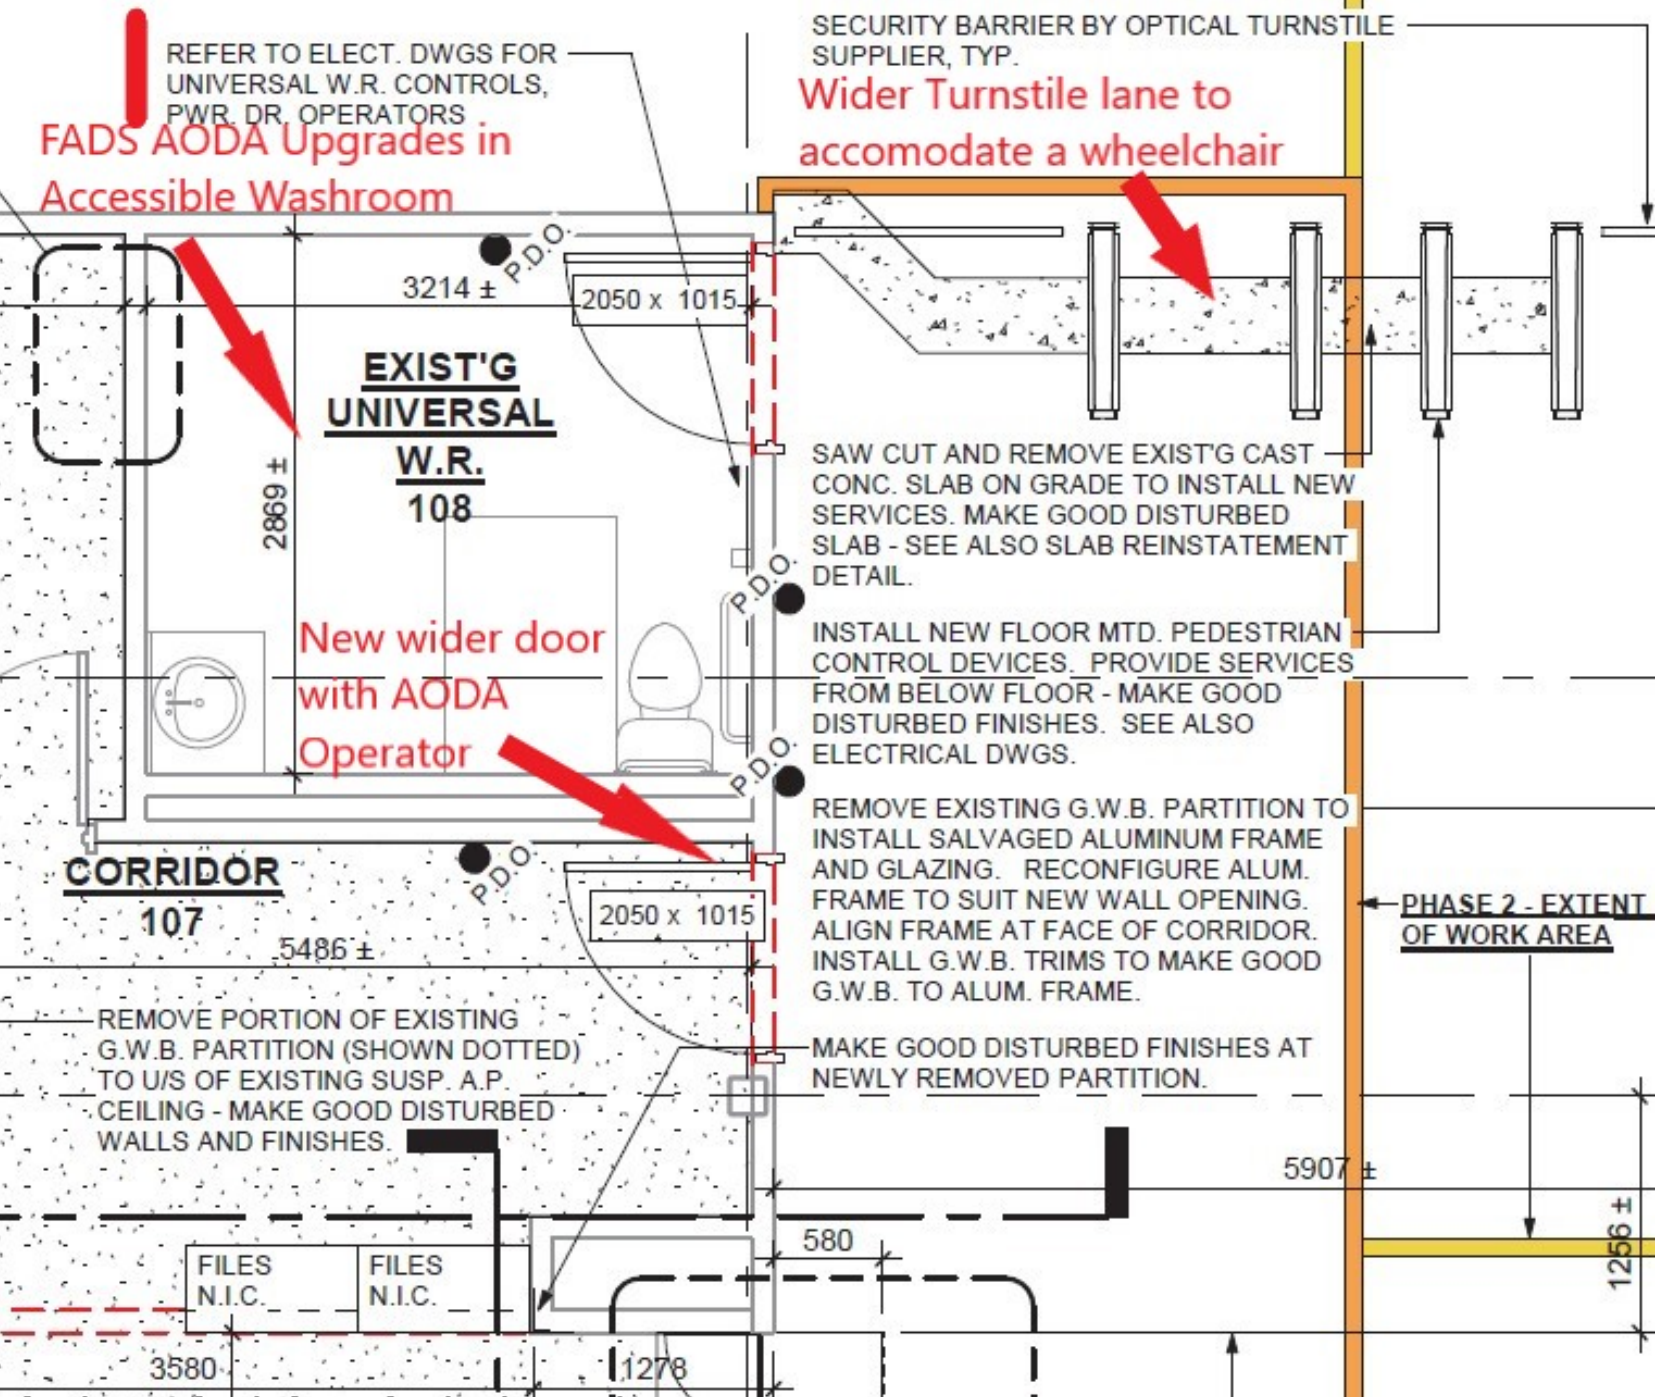 REFER TO ELECT. DWGS FOR
UNIVERSAL W.R. CONTROLS,
PWR. DR. OPERATORS
FADS AODA Upgrades in
Accessible Washroom
SECURITY BARRIER BY OPTICAL TURNSTILE
SUPPLIER, TYP.
Wider Turnstile lane to
accomodate a wheelchair
P.D.O.
3214 ±
2050 x 1015
EXIST'G
UNIVERSAL
W.R.
108
2869 ±
SAW CUT AND REMOVE EXIST'G CAST
CONC. SLAB ON GRADE TO INSTALL NEW
SERVICES. MAKE GOOD DISTURBED
SLAB - SEE ALSO SLAB REINSTATEMENT
DETAIL.
P.D.O.
New wider door
with AODA
Operator
INSTALL NEW FLOOR MTD. PEDESTRIAN
CONTROL DEVICES. PROVIDE SERVICES
FROM BELOW FLOOR - MAKE GOOD
DISTURBED FINISHES. SEE ALSO
ELECTRICAL DWGS.
P.D.O.
REMOVE EXISTING G.W.B. PARTITION TO
INSTALL SALVAGED ALUMINUM FRAME
AND GLAZING. RECONFIGURE ALUM.
FRAME TO SUIT NEW WALL OPENING.
ALIGN FRAME AT FACE OF CORRIDOR.
INSTALL G.W.B. TRIMS TO MAKE GOOD
G.W.B. TO ALUM. FRAME.
P.D.O.
CORRIDOR
107
2050 x 1015
5486 ±
PHASE 2 - EXTENT
OF WORK AREA
REMOVE PORTION OF EXISTING
G.W.B. PARTITION (SHOWN DOTTED)
TO U/S OF EXISTING SUSP. A.P.
CEILING - MAKE GOOD DISTURBED
WALLS AND FINISHES.
MAKE GOOD DISTURBED FINISHES AT
NEWLY REMOVED PARTITION.
5907 ±
580
1256 ±
FILES
N.I.C.
FILES
N.I.C.
3580
1278